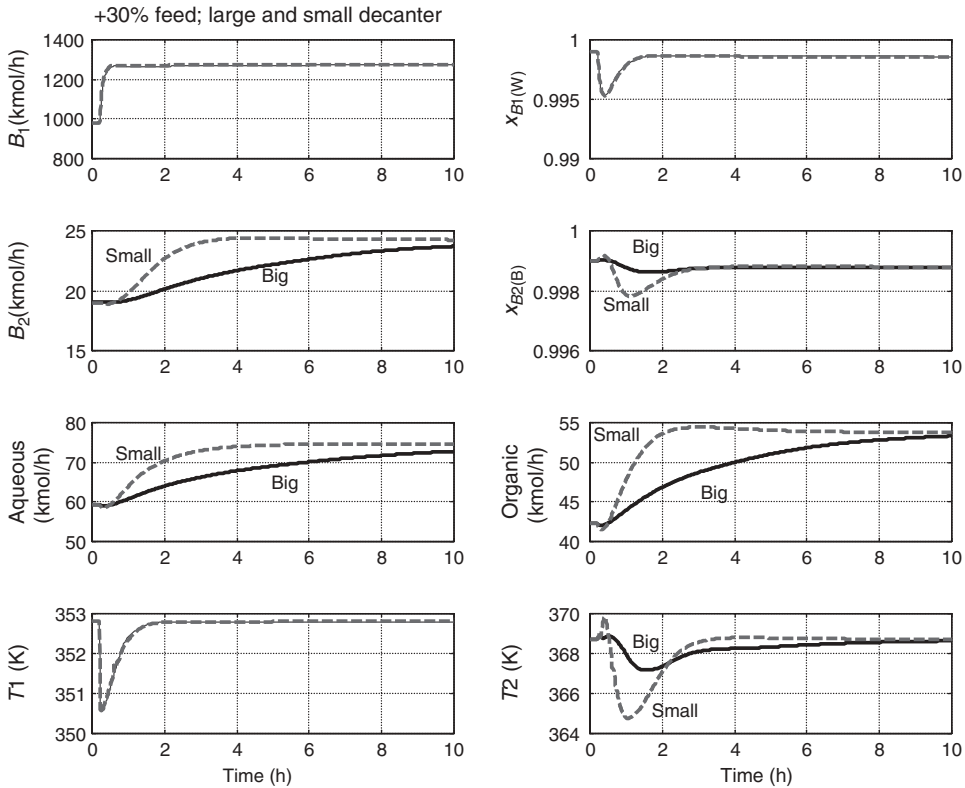 +30% feed; large and small decanter
B1(kmol/h)
1400
1200
1000
800
0 2 4 6 8 10
xB1(W)
1
0.995
0.99
0 2 4 6 8 10
B2(kmol/h)
25
20
15
Small
Big
0 2 4 6 8 10
xB2(B)
1
0.998
0.996
Big
Small
0 2 4 6 8 10
Aqueous
(kmol/h)
80
70
60
50
Small
Big
0 2 4 6 8 10
Organic
(kmol/h)
55
50
45
40
Small
Big
0 2 4 6 8 10
T1 (K)
353
352
351
350
0 2 4 6 8 10
Time (h)
T2 (K)
370
368
366
364
Big
Small
0 2 4 6 8 10
Time (h)